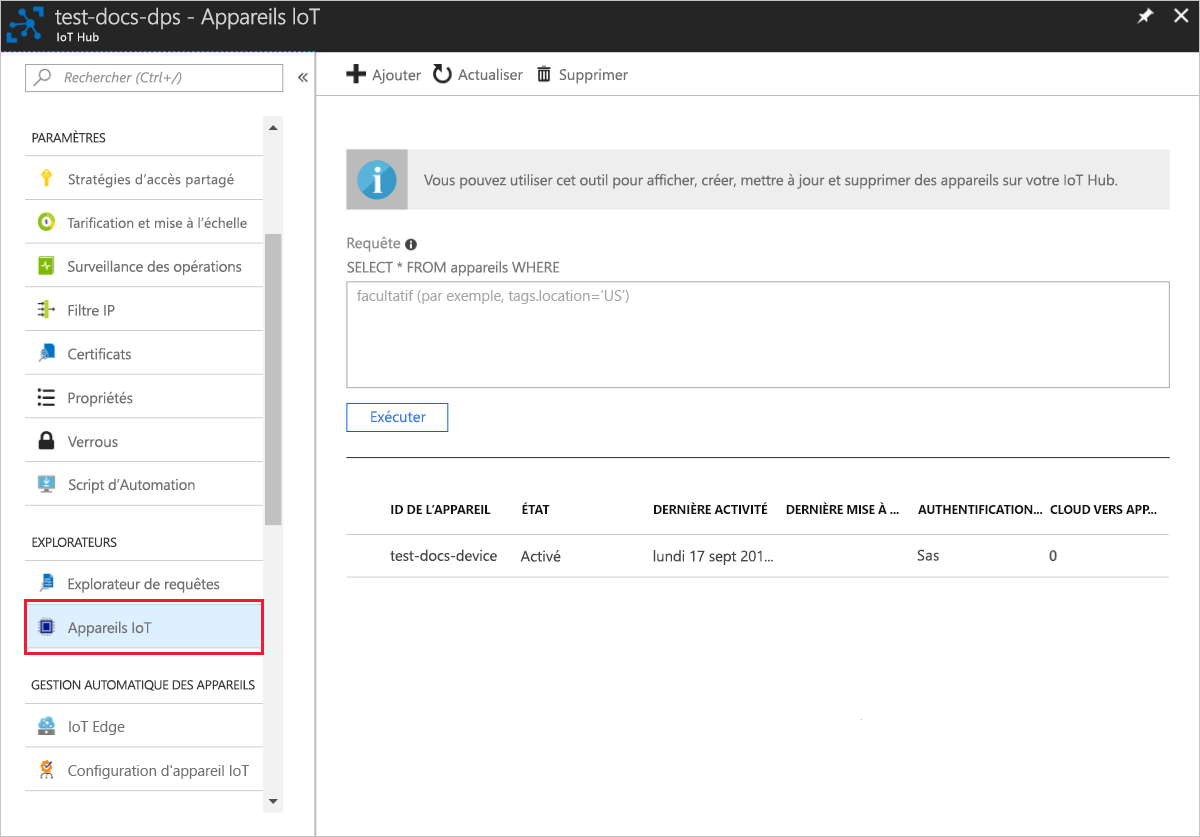 test-docs-dps - Appareils IoT
IoT Hub
Rechercher (Ctrl+/)
«
Ajouter
Actualiser
Supprimer
PARAMÈTRES
Stratégies d’accès partagé
Tarification et mise à l’échelle
Surveillance des opérations
Filtre IP
Certificats
Propriétés
Verrous
Script d’Automation
EXPLORATEURS
Explorateur de requêtes
Appareils IoT
GESTION AUTOMATIQUE DES APPAREILS
IoT Edge
Configuration d'appareil IoT
Vous pouvez utiliser cet outil pour afficher, créer, mettre à jour et supprimer des appareils sur votre IoT Hub.
Requête
SELECT * FROM appareils WHERE
facultatif (par exemple, tags.location=’US’)
Exécuter
ID DE L’APPAREIL ÉTAT DERNIÈRE ACTIVITÉ DERNIÈRE MISE À ... AUTHENTIFICATION... CLOUD VERS APP...
test-docs-device Activé lundi 17 sept 201... Sas 0